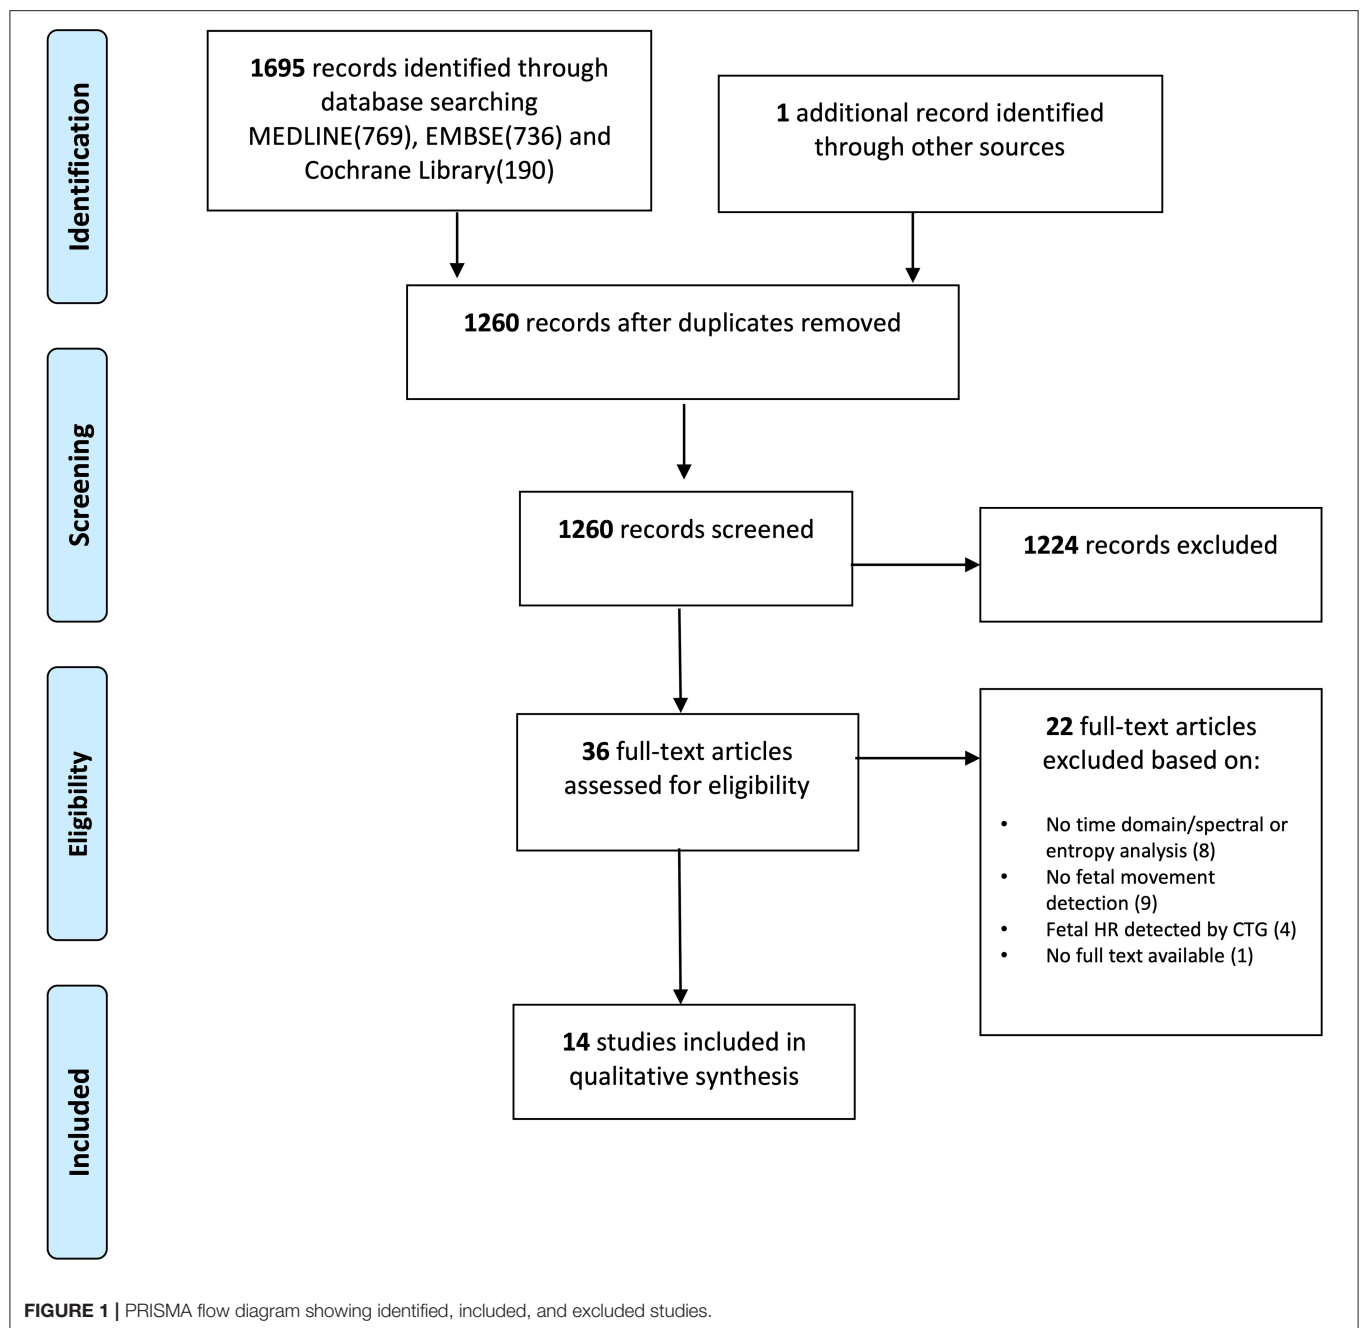 Identification
1695 records identified through
database searching
MEDLINE(769), EMBSE(736) and
Cochrane Library(190)
1 additional record identified
through other sources
1260 records after duplicates removed
Screening
1260 records screened
1224 records excluded
Eligibility
36 full-text articles
assessed for eligibility
22 full-text articles
excluded based on:
• No time domain/spectral or
entropy analysis (8)
• No fetal movement
detection (9)
• Fetal HR detected by CTG (4)
• No full text available (1)
Included
14 studies included in
qualitative synthesis
FIGURE 1 | PRISMA flow diagram showing identified, included, and excluded studies.